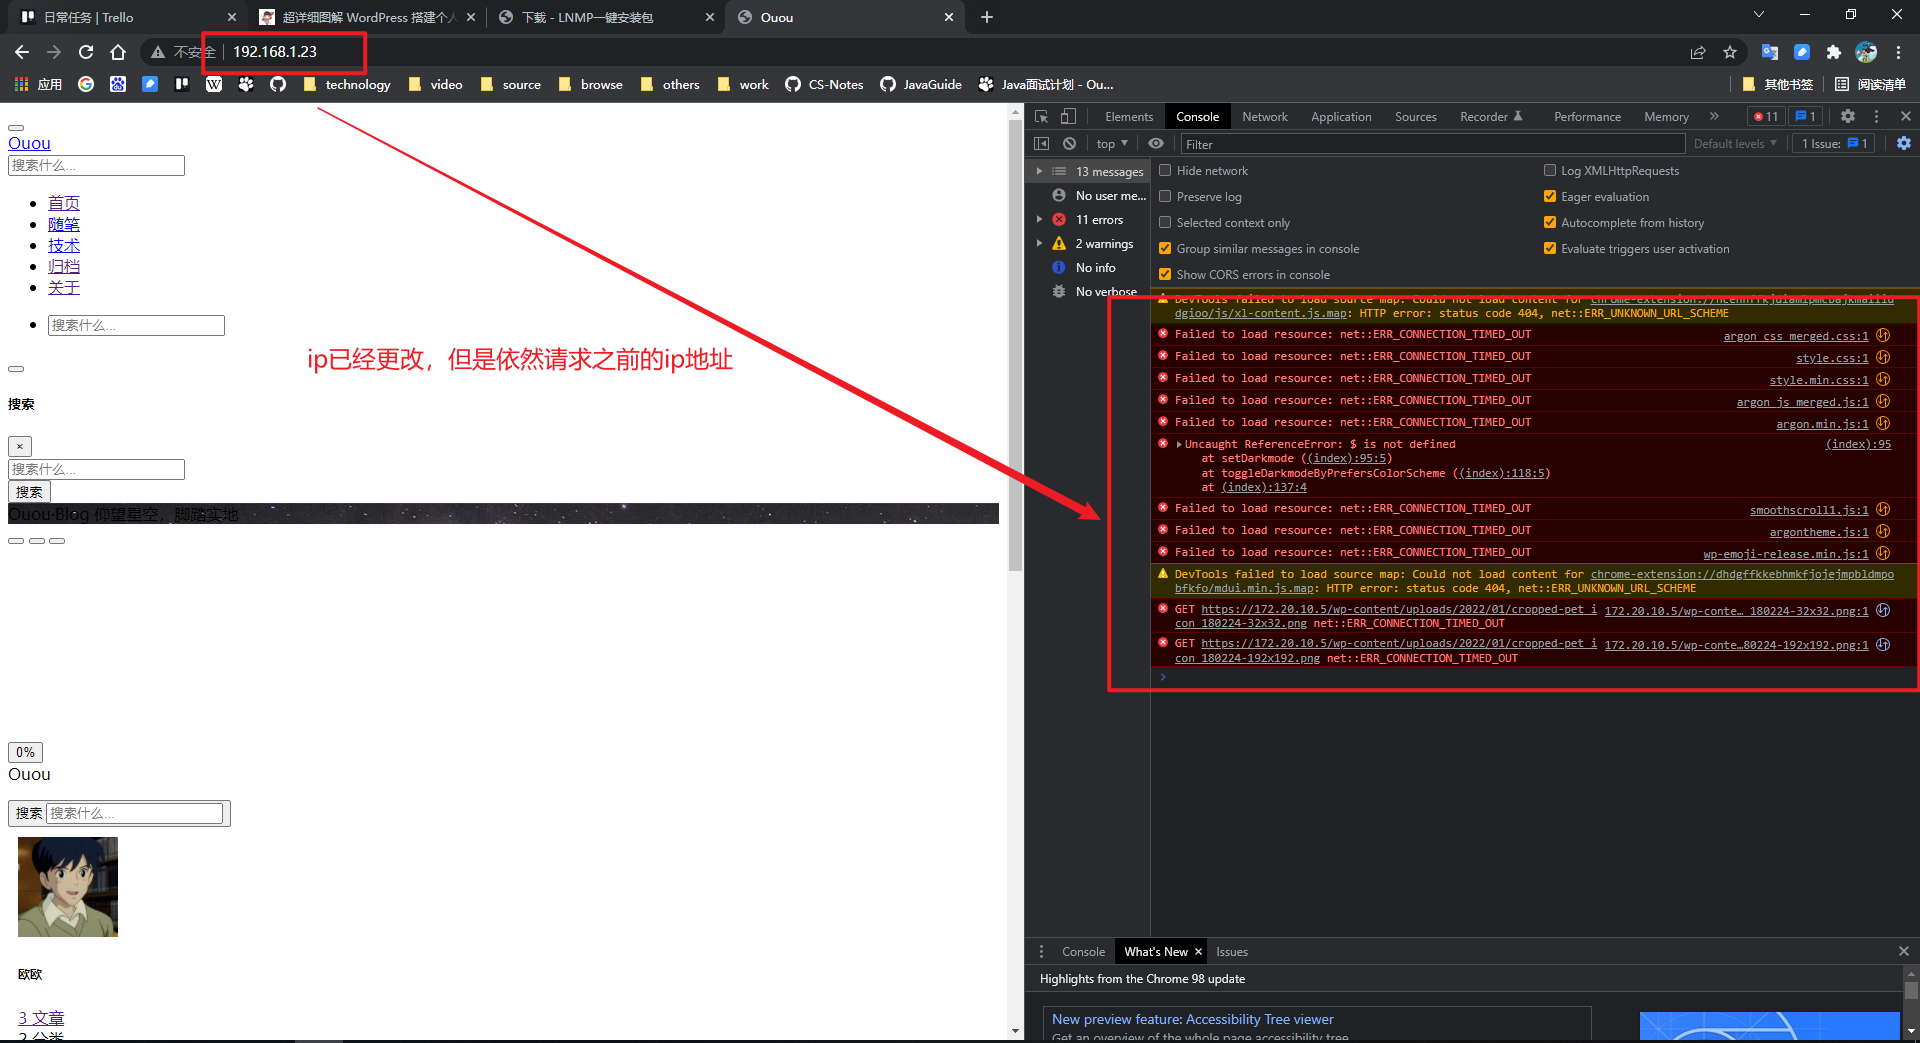 日常任务 | Trello
超详细图解 WordPress 搭建个人
下载 - LNMP一键安装包
Ouou
不安全
192.168.1.23
应用
technology
video
source
browse
others
work
CS-Notes
JavaGuide
Java面试计划 - Ou...
其他书签
阅读清单
Ouou
搜索什么...
首页
随笔
技术
归档
关于
搜索什么...
ip已经更改，但是依然请求之前的ip地址
搜索
×
搜索什么...
搜索
Ouou·Blog 仰望星空，脚踏实地
0%
Ouou
搜索 搜索什么...
欧欧
3 文章
2 分类
Elements Console Network Application Sources Recorder Performance Memory » 11 1
top Filter Default levels 1 Issue: 1
13 messages
No user me...
11 errors
2 warnings
No info
No verbose
Hide network Log XMLHttpRequests
Preserve log Eager evaluation
Selected context only Autocomplete from history
Group similar messages in console Evaluate triggers user activation
Show CORS errors in console
DevTools failed to load source map: Could not load content for
dgioo/js/xl-content.js.map: HTTP error: status code 404, net::ERR_UNKNOWN_URL_SCHEME
Failed to load resource: net::ERR_CONNECTION_TIMED_OUT argon_css_merged.css:1
Failed to load resource: net::ERR_CONNECTION_TIMED_OUT style.css:1
Failed to load resource: net::ERR_CONNECTION_TIMED_OUT style.min.css:1
Failed to load resource: net::ERR_CONNECTION_TIMED_OUT argon_js_merged.js:1
Failed to load resource: net::ERR_CONNECTION_TIMED_OUT argon.min.js:1
Uncaught ReferenceError: $ is not defined (index):95
at setDarkmode ((index):95:5)
at toggleDarkmodeByPrefersColorScheme ((index):118:5)
at (index):137:4
Failed to load resource: net::ERR_CONNECTION_TIMED_OUT smoothscroll1.js:1
Failed to load resource: net::ERR_CONNECTION_TIMED_OUT argontheme.js:1
Failed to load resource: net::ERR_CONNECTION_TIMED_OUT wp-emoji-release.min.js:1
DevTools failed to load source map: Could not load content for chrome-extension://dhdgffkkebhmkfjojejmpbldmpo
bfkfo/mdui.min.js.map: HTTP error: status code 404, net::ERR_UNKNOWN_URL_SCHEME
GET https://172.20.10.5/wp-content/uploads/2022/01/cropped-pet_i 172.20.10.5/wp-conte… 180224-32x32.png:1
con_180224-32x32.png net::ERR_CONNECTION_TIMED_OUT
GET https://172.20.10.5/wp-content/uploads/2022/01/cropped-pet_i 172.20.10.5/wp-conte…80224-192x192.png:1
con_180224-192x192.png net::ERR_CONNECTION_TIMED_OUT
Console What's New × Issues
Highlights from the Chrome 98 update
New preview feature: Accessibility Tree viewer
Get an overview of the whole page accessibility tree